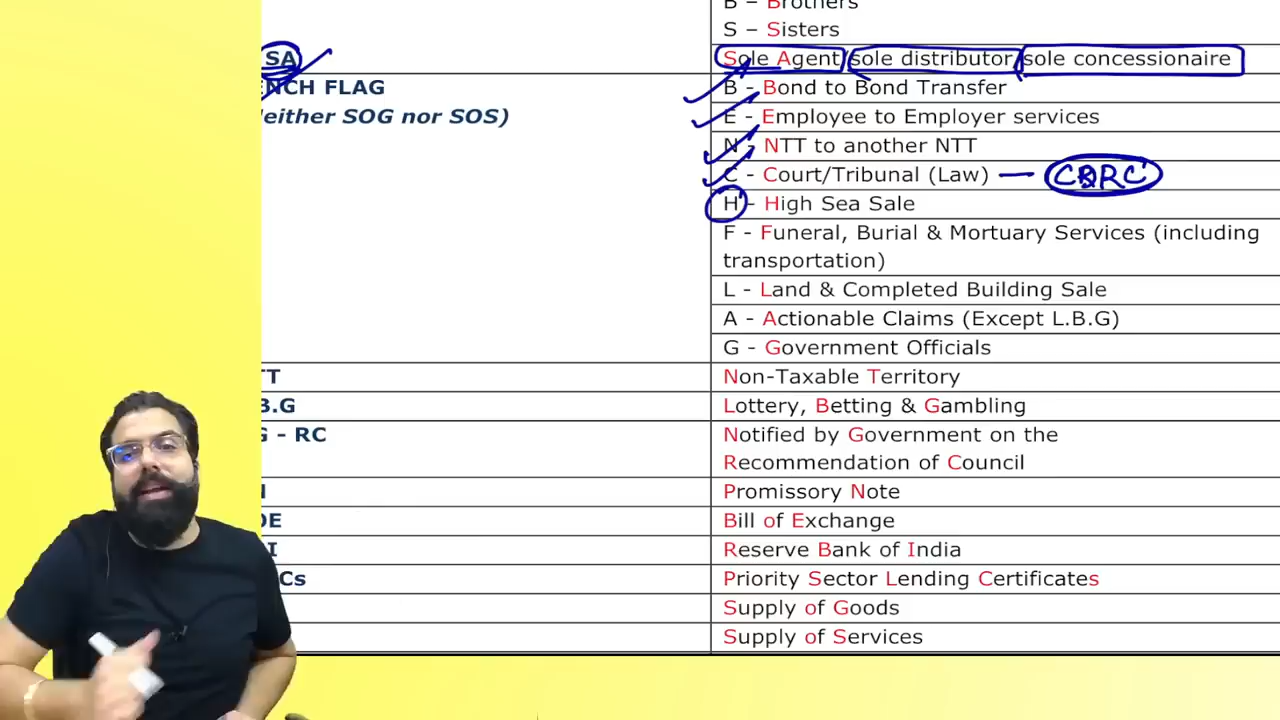 B – Brothers
S – Sisters
SA
Sole Agent/sole distributor/sole concessionaire
ENCH FLAG
either SOG nor SOS)
B - Bond to Bond Transfer
E - Employee to Employer services
N - NTT to another NTT
C - Court/Tribunal (Law) —
H - High Sea Sale
F - Funeral, Burial & Mortuary Services (including
transportation)
L - Land & Completed Building Sale
A - Actionable Claims (Except L.B.G)
G - Government Officials
TT
Non-Taxable Territory
B.G
Lottery, Betting & Gambling
G - RC
Notified by Government on the
Recommendation of Council
N
Promissory Note
OE
Bill of Exchange
I
Reserve Bank of India
Cs
Priority Sector Lending Certificates
Supply of Goods
Supply of Services